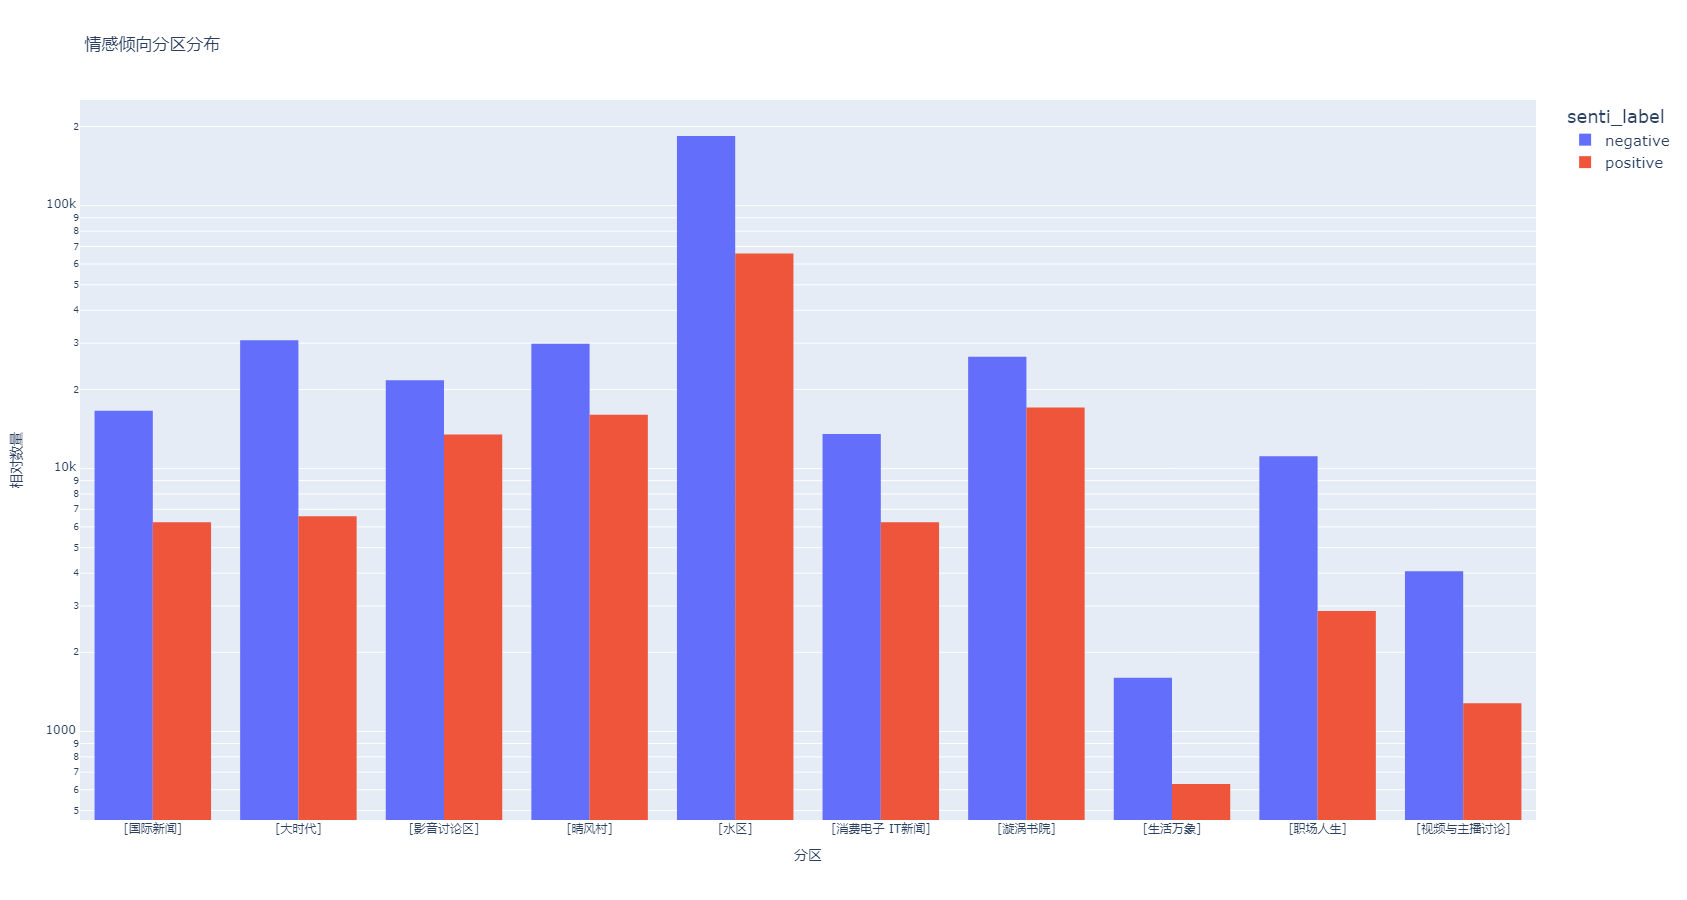 情感倾向分区分布
senti_label
negative
positive
相对数量
2
100k
9
8
7
6
5
4
3
2
10k
9
8
7
6
5
4
3
2
1000
9
8
7
6
5
[国际新闻]
[大时代]
[影音讨论区]
[晴风村]
[水区]
[消费电子 IT新闻]
[漩涡书院]
[生活万象]
[职场人生]
[视频与主播讨论]
分区